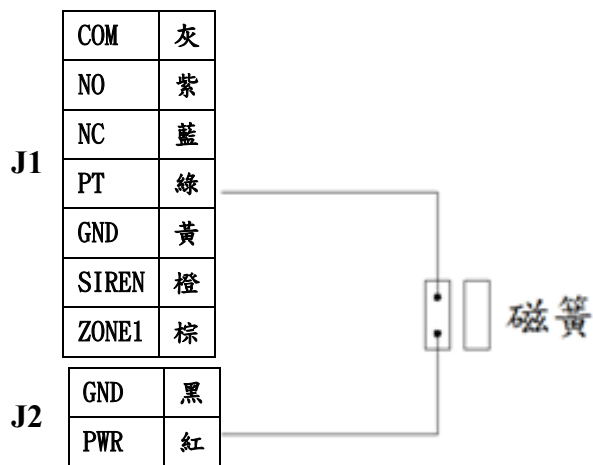 COM 灰
NO 紫
NC 藍
J1
PT 綠
GND 黃
SIREN 橙
磁簧
ZONE1 棕
GND 黑
J2
PWR 紅